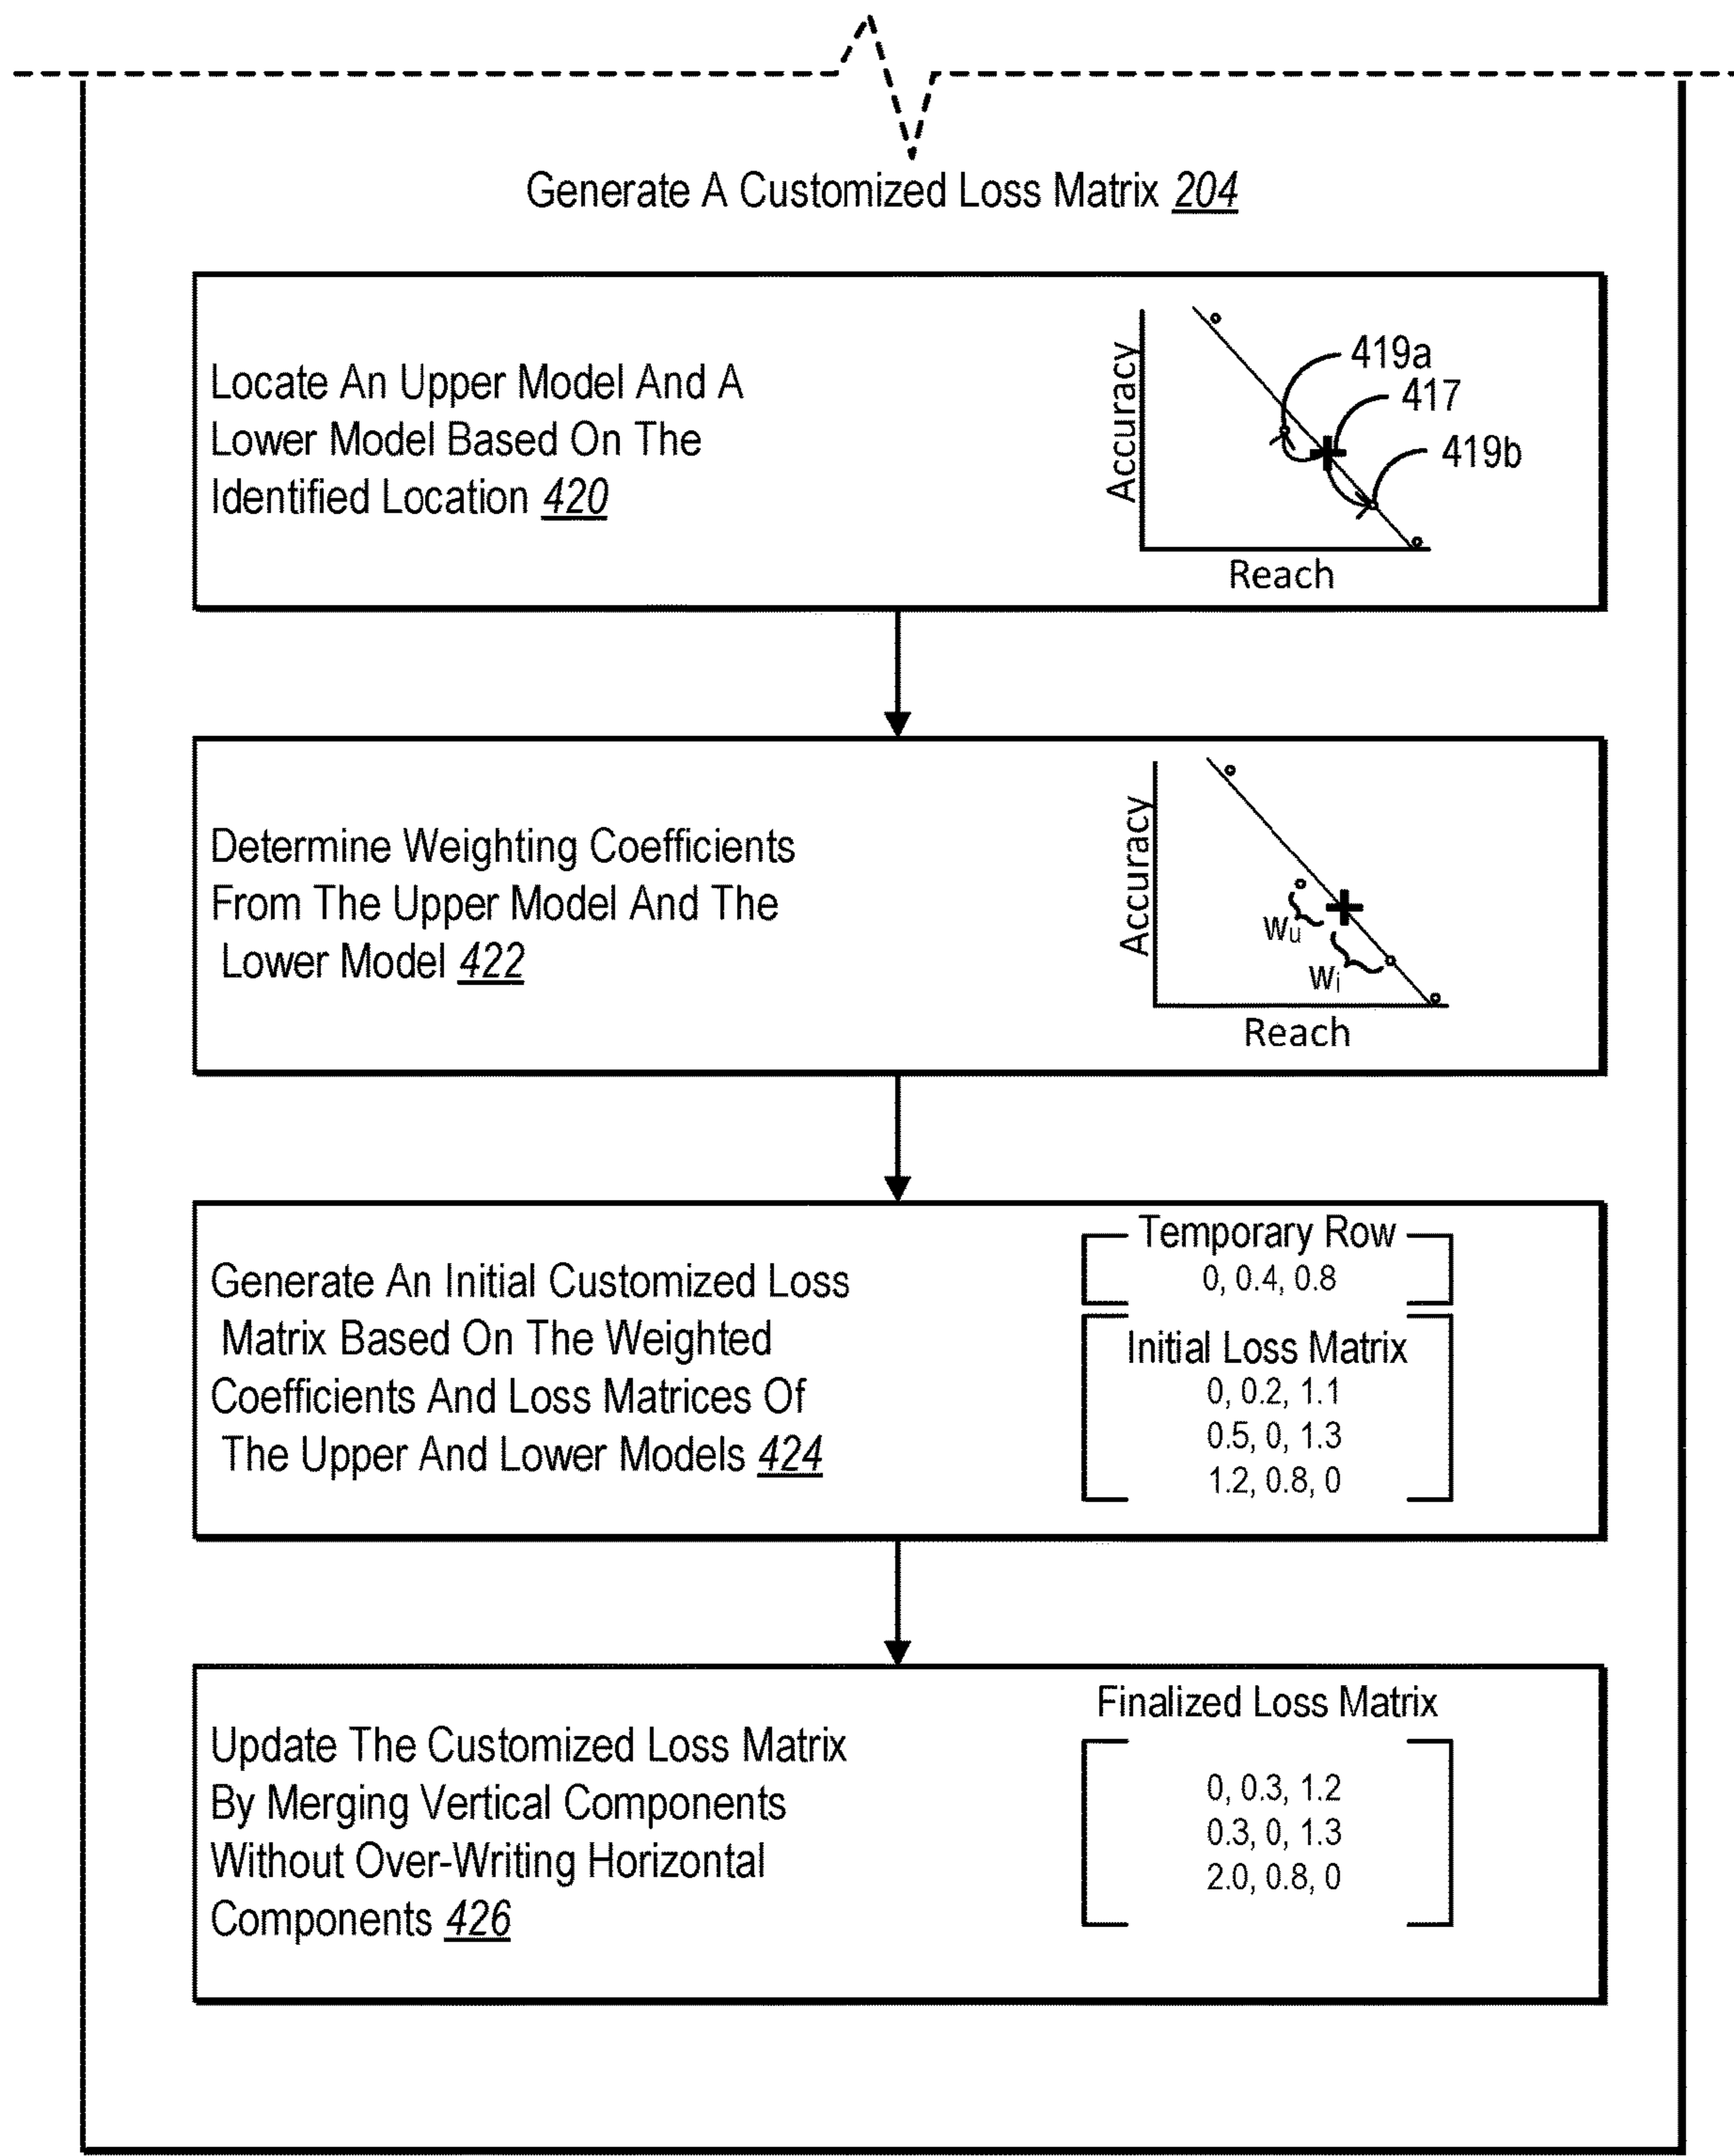 Generate A Customized Loss Matrix 204
Locate An Upper Model And A
Lower Model Based On The
Identified Location 420
Accuracy
419a
417
419b
Reach
Determine Weighting Coefficients
From The Upper Model And The
Lower Model 422
Accuracy
Wu
Wi
Reach
Generate An Initial Customized Loss
Matrix Based On The Weighted
Coefficients And Loss Matrices Of
The Upper And Lower Models 424
Temporary Row
0, 0.4, 0.8
Initial Loss Matrix
0, 0.2, 1.1
0.5, 0, 1.3
1.2, 0.8, 0
Update The Customized Loss Matrix
By Merging Vertical Components
Without Over-Writing Horizontal
Components 426
Finalized Loss Matrix
0, 0.3, 1.2
0.3, 0, 1.3
2.0, 0.8, 0